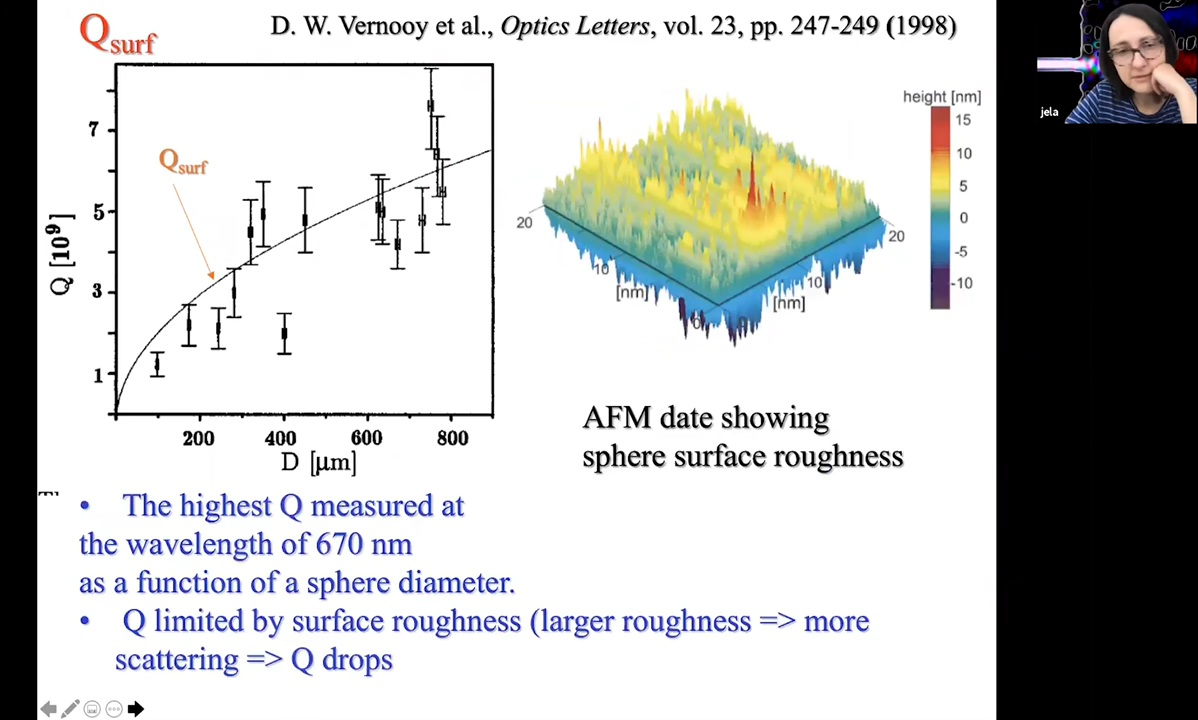 Qsurf
D. W. Vernooy et al., Optics Letters, vol. 23, pp. 247-249 (1998)
jela
7
5
3
1
Q [10⁹]
Qsurf
200
400
600
800
D [μm]
height [nm]
15
10
5
0
-5
-10
20
10
[nm]
0
[nm]
10
20
AFM date showing
sphere surface roughness
• The highest Q measured at
the wavelength of 670 nm
as a function of a sphere diameter.
• Q limited by surface roughness (larger roughness => more
scattering => Q drops